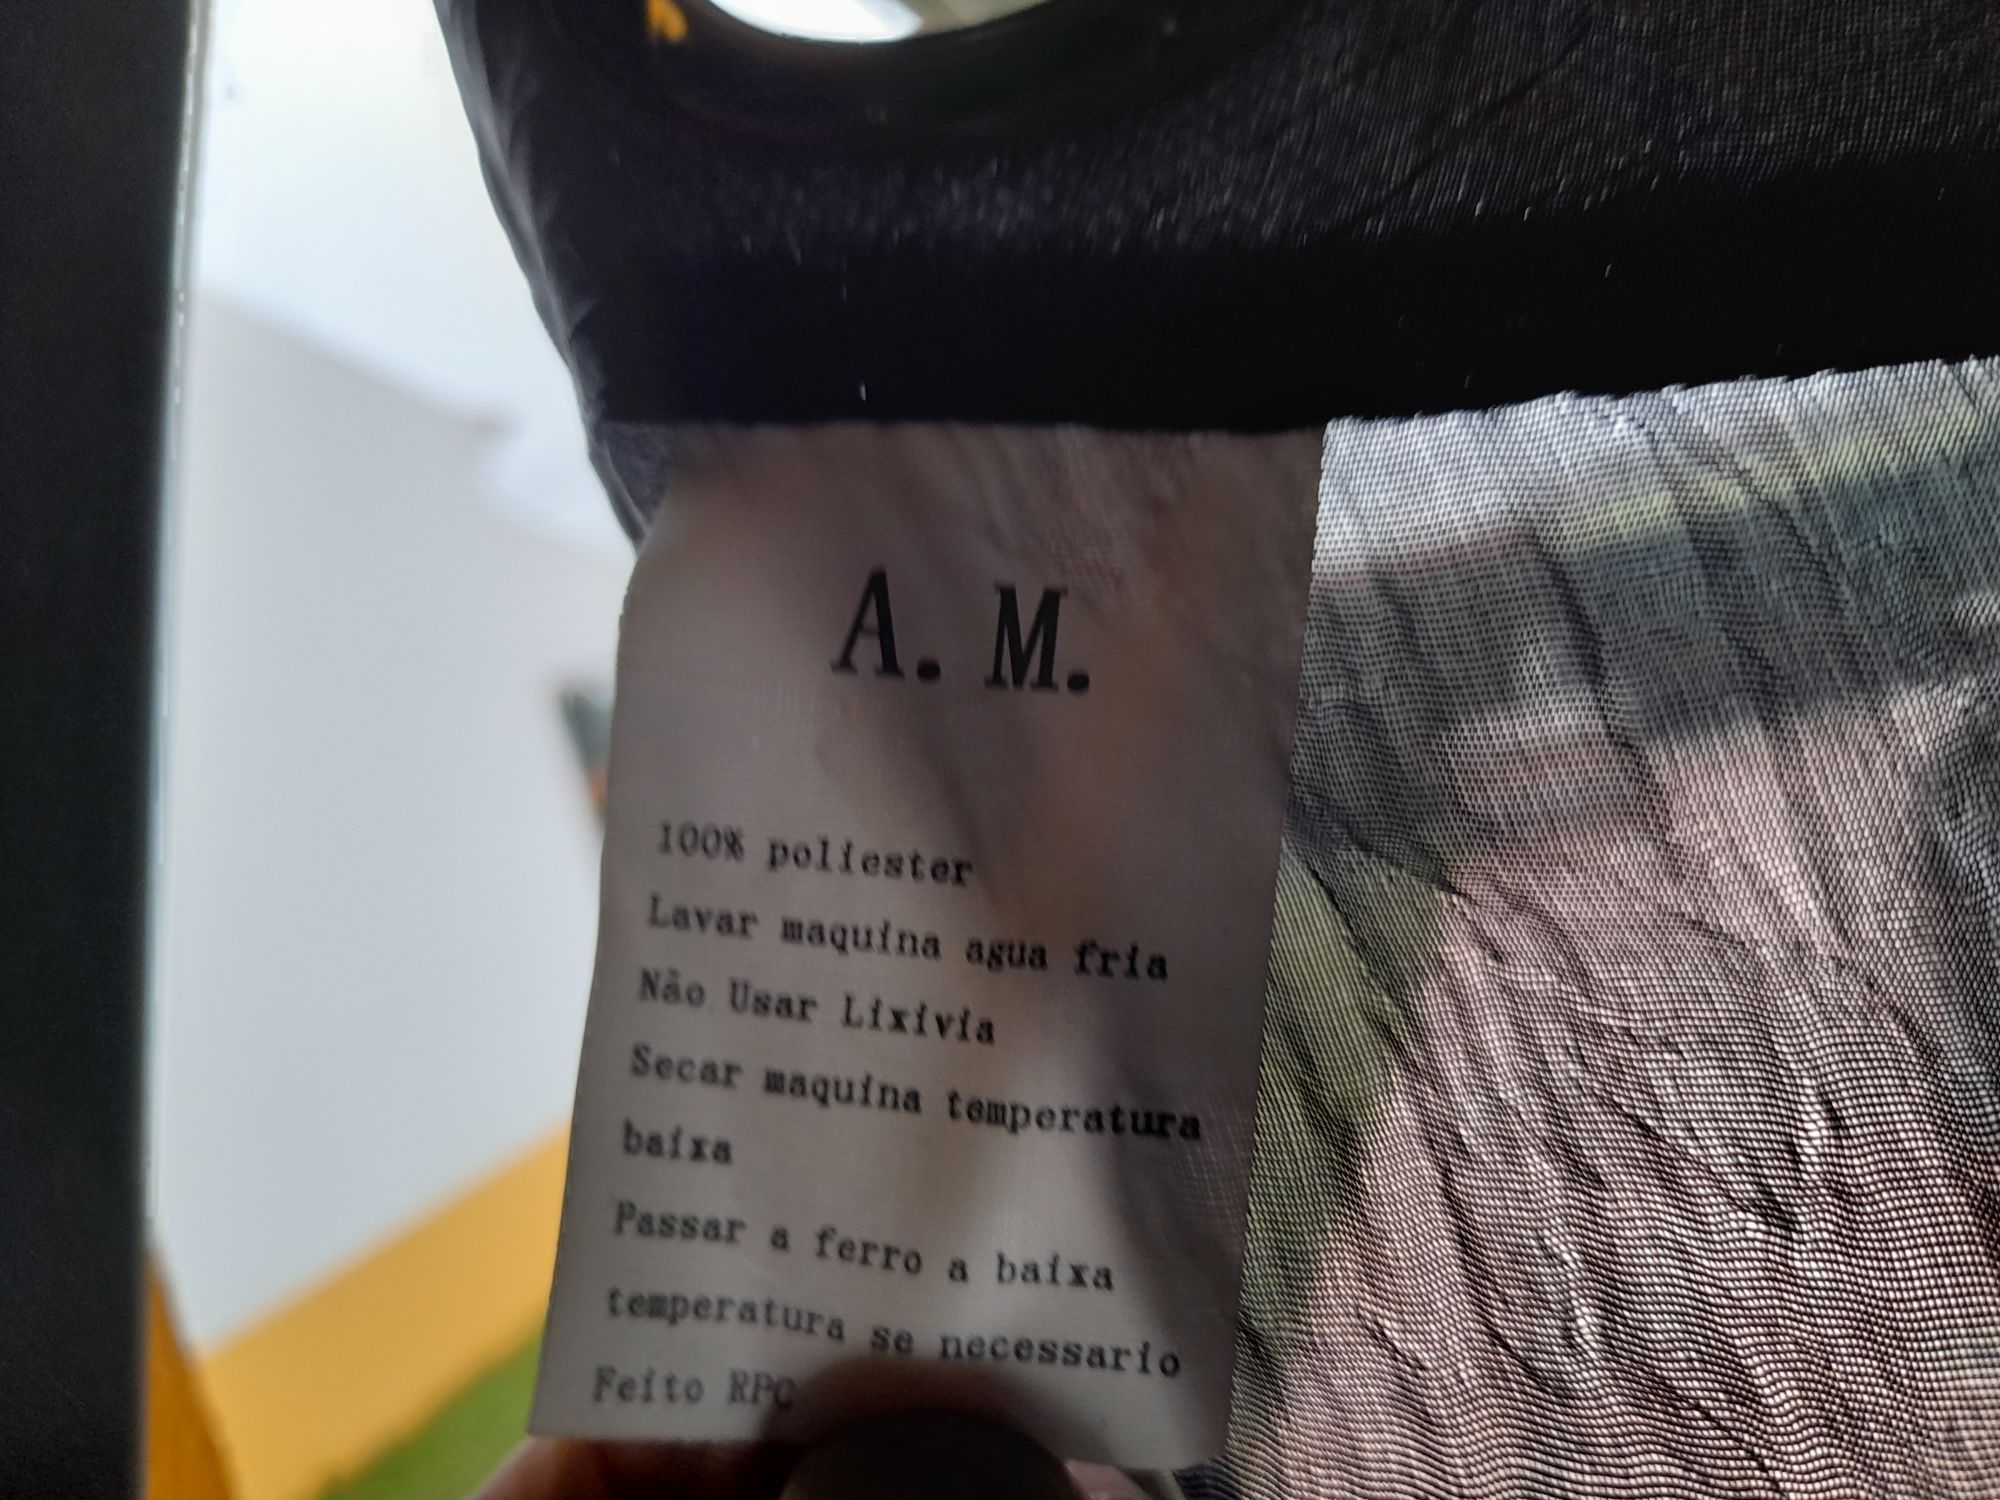 A. M.
100% poliester
Lavar maquina agua fria
Não Usar Lixivia
Secar maquina temperatura
baixa
Passar a ferro a baixa
temperatura se necessario
Feito RPC